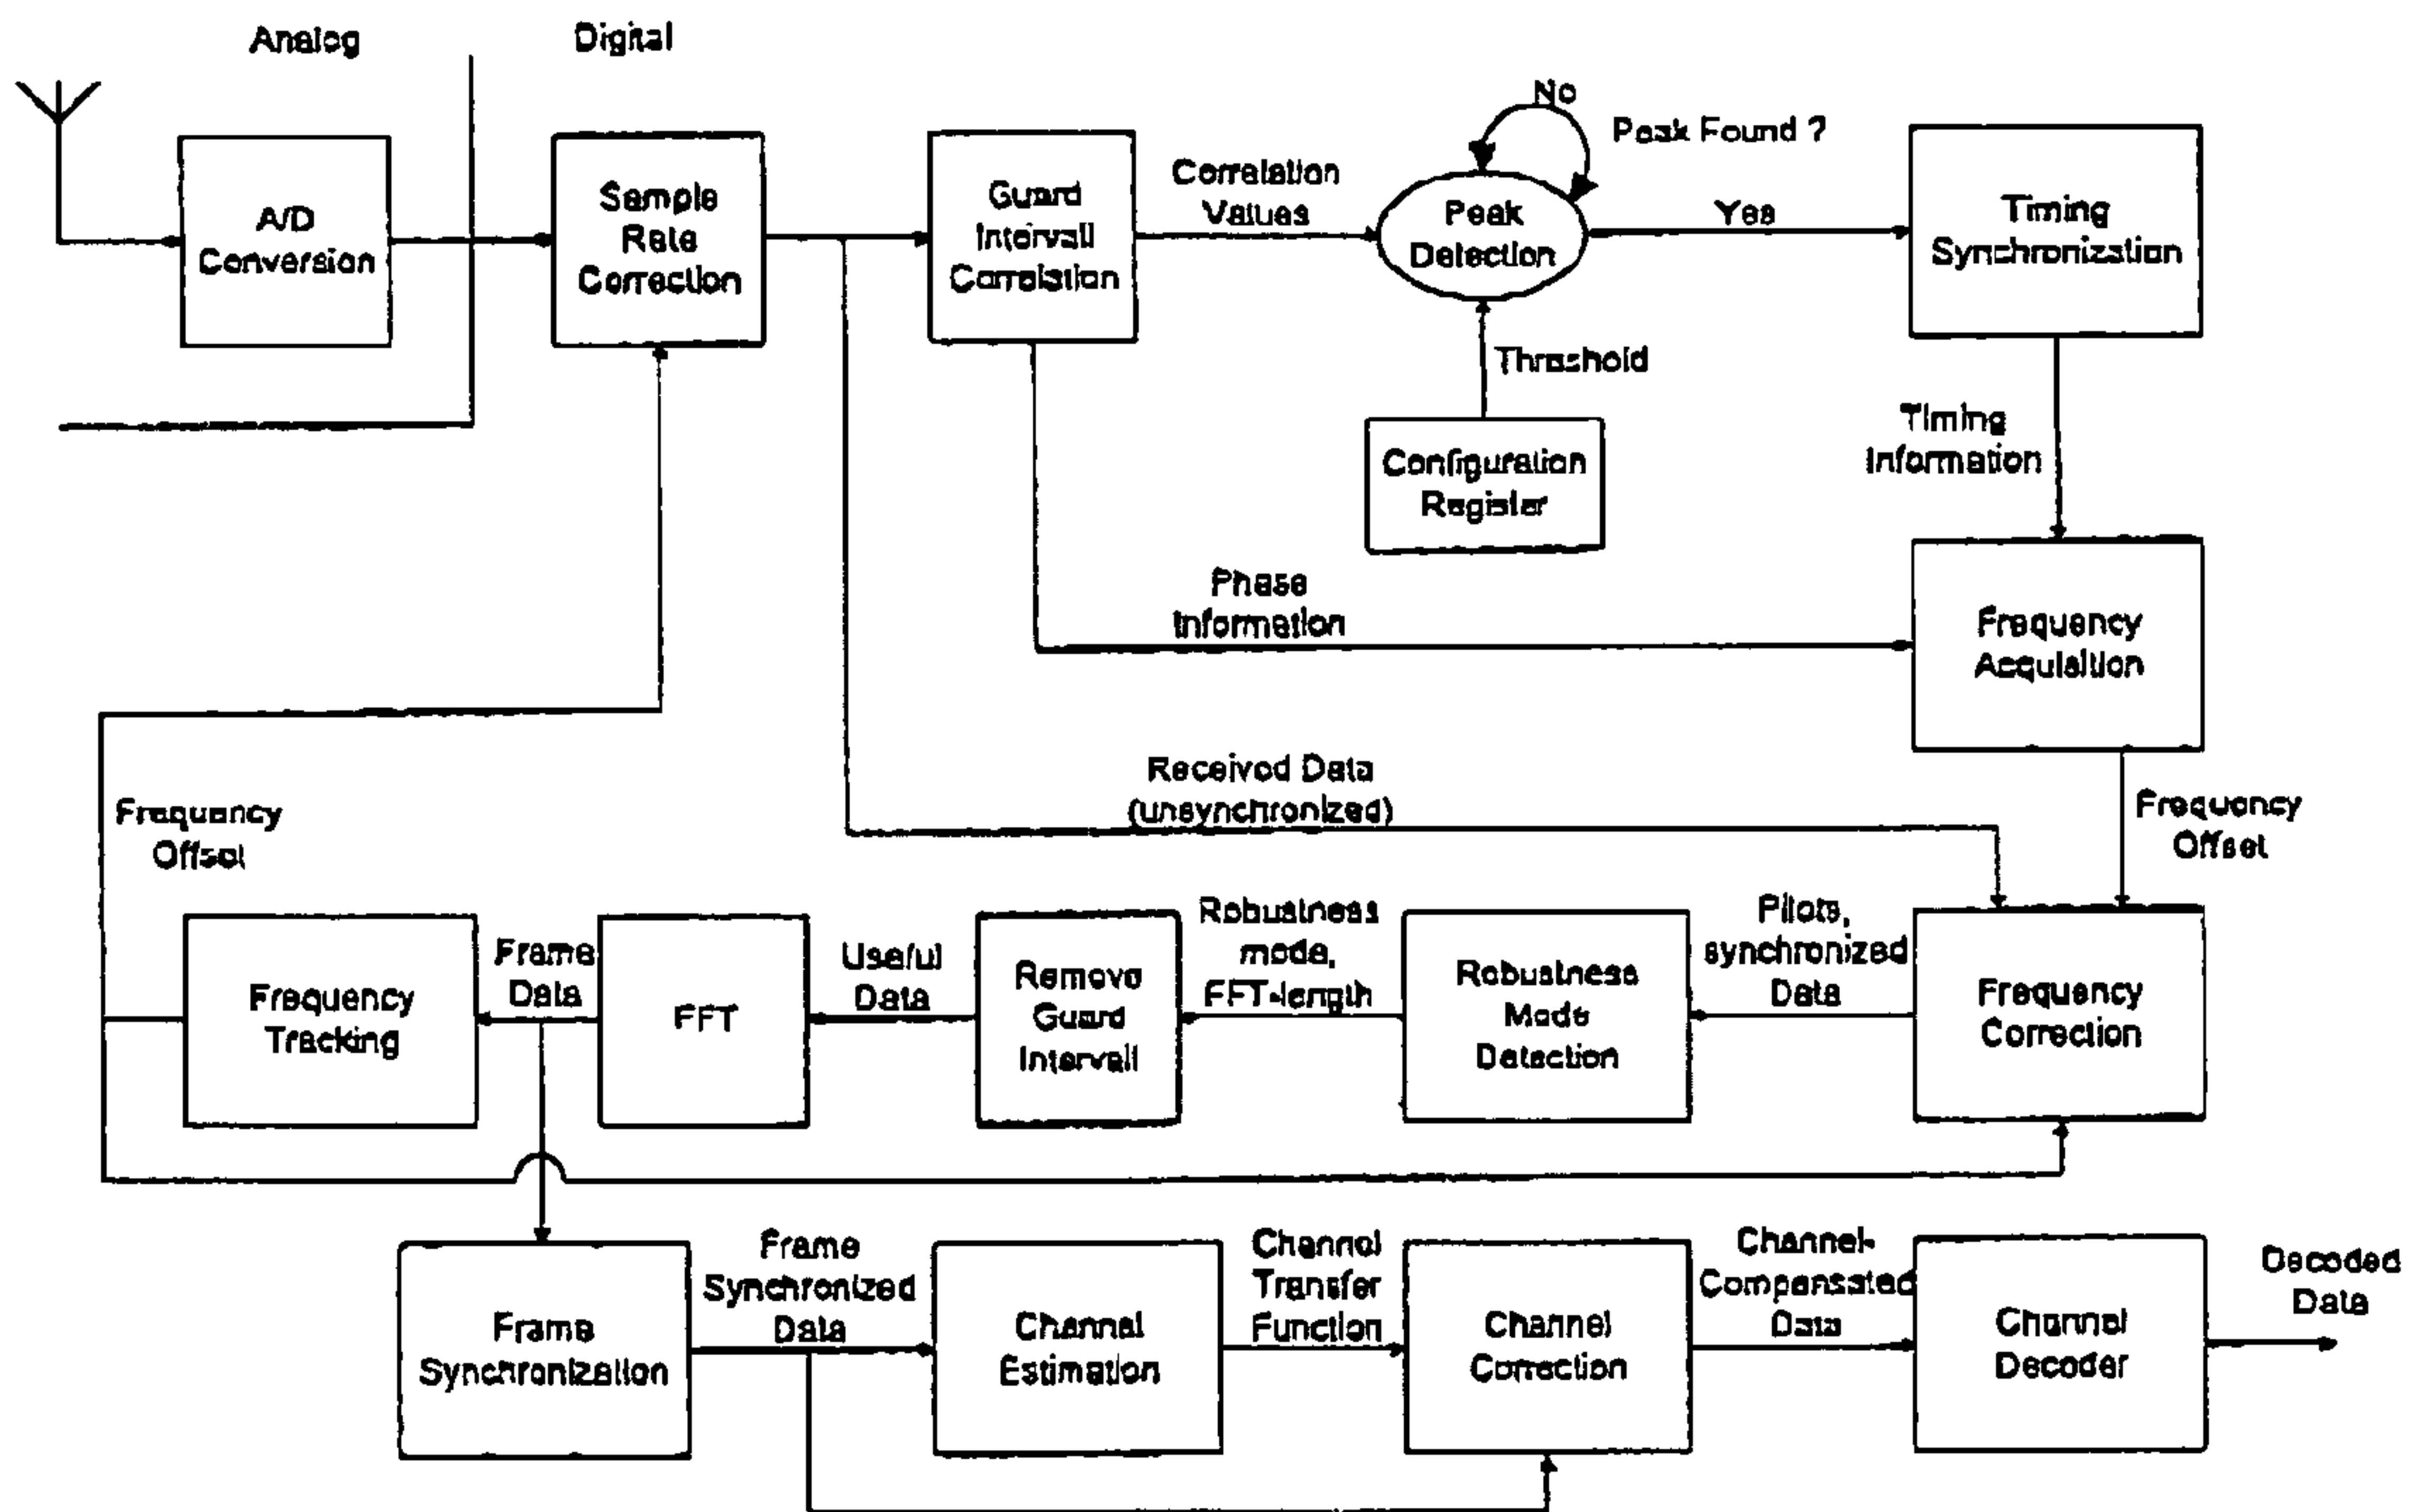 Analog
Digital
A/D
Conversion
Sample
Rate
Correction
Guard
Intervall
Correlation
Correlation
Values
No
Peak Found ?
Peak
Detection
Yes
Timing
Synchronization
Threshold
Configuration
Register
Timing
Information
Phase
Information
Frequency
Acquisition
Received Data
(unsynchronized)
Frequency
Offset
Frequency
Offset
Frequency
Tracking
Frame
Data
FFT
Useful
Data
Remove
Guard
Intervall
Robustness
mode,
FFT-length
Robustness
Mode
Detection
Pilots,
synchronized
Data
Frequency
Correction
Frame
Synchronization
Frame
Synchronized
Data
Channel
Estimation
Channel
Transfer
Function
Channel
Correction
Channel-
Compensated
Data
Channel
Decoder
Decoded
Data